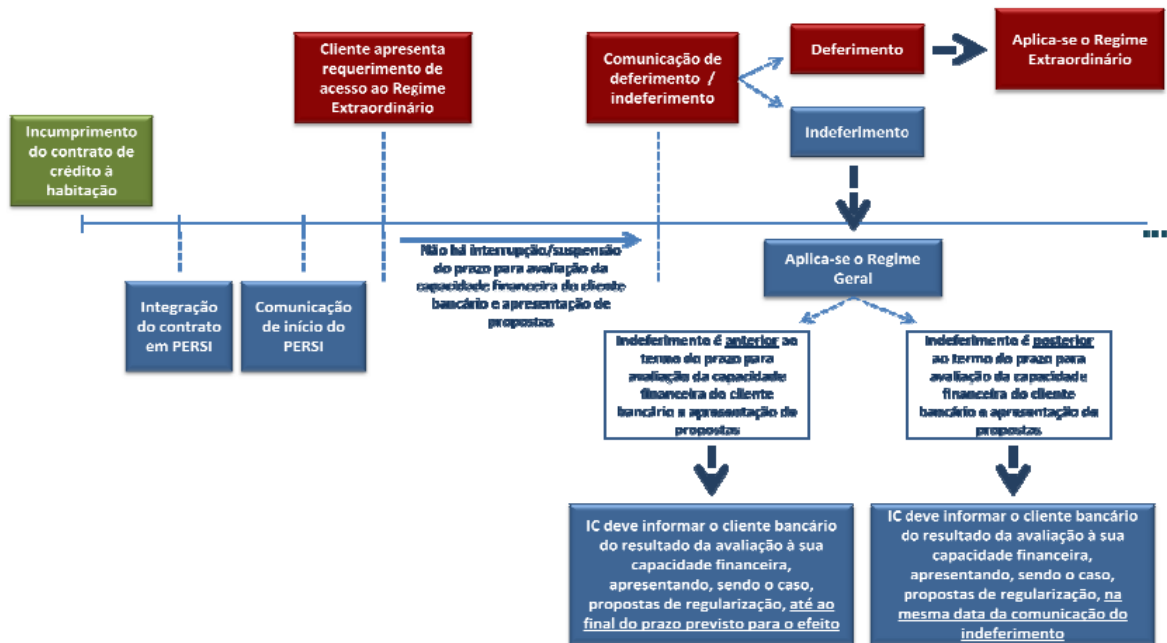 Cliente apresenta
requerimento de
acesso ao Regime
Extraordinário
Comunicação de
deferimento /
indeferimento
Deferimento
Aplica-se o Regime
Extraordinário
Indeferimento
Incumprimento
do contrato de
crédito à
habitação
...
Não há interrupção/suspensão
do prazo para avaliação da
capacidade financeira do cliente
bancário e apresentação de
propostas
Aplica-se o Regime
Geral
Integração
do contrato
em PERSI
Comunicação
de início do
PERSI
Indeferimento é anterior ao
termo do prazo para
avaliação da capacidade
financeira do cliente
bancário e apresentação de
propostas
Indeferimento é posterior
ao termo do prazo para
avaliação da capacidade
financeira do cliente
bancário e apresentação de
propostas
IC deve informar o cliente bancário
do resultado da avaliação à sua
capacidade financeira,
apresentando, sendo o caso,
propostas de regularização, até ao
final do prazo previsto para o efeito
IC deve informar o cliente bancário
do resultado da avaliação à sua
capacidade financeira,
apresentando, sendo o caso,
propostas de regularização, na
mesma data da comunicação do
indeferimento